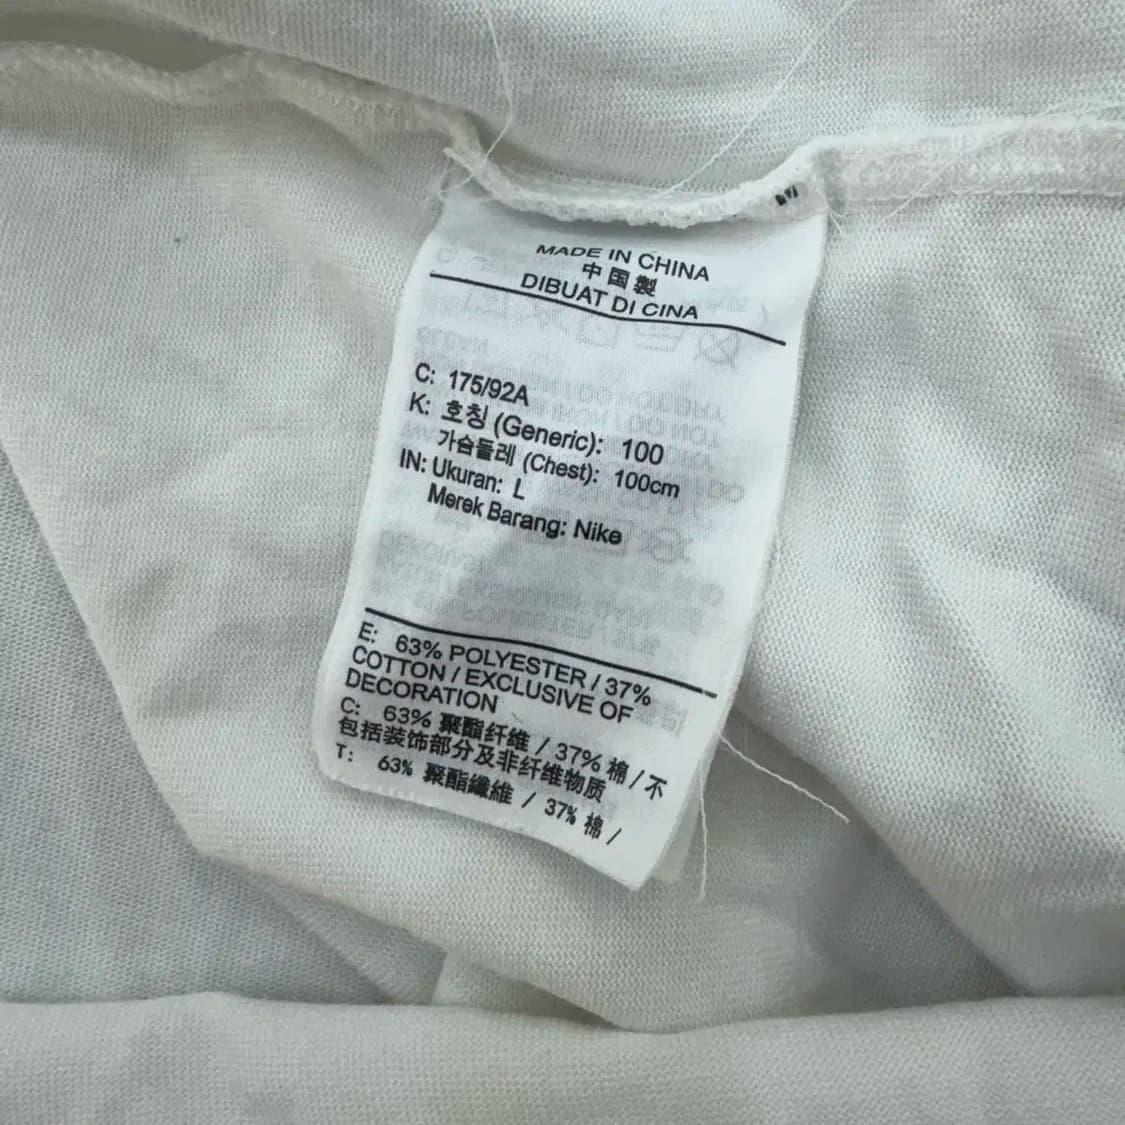 MADE IN CHINA
中国製
DIBUAT DI CINA
C: 175/92A
K: 호칭 (Generic): 100
가슴둘레 (Chest): 100cm
IN: Ukuran: L
Merek Barang: Nike
E: 63% POLYESTER / 37%
COTTON / EXCLUSIVE OF
DECORATION
C: 63% 聚酯纤维 / 37% 棉 / 不
包括装饰部分及非纤维物质
T: 63% 聚酯纖維 / 37% 棉 /